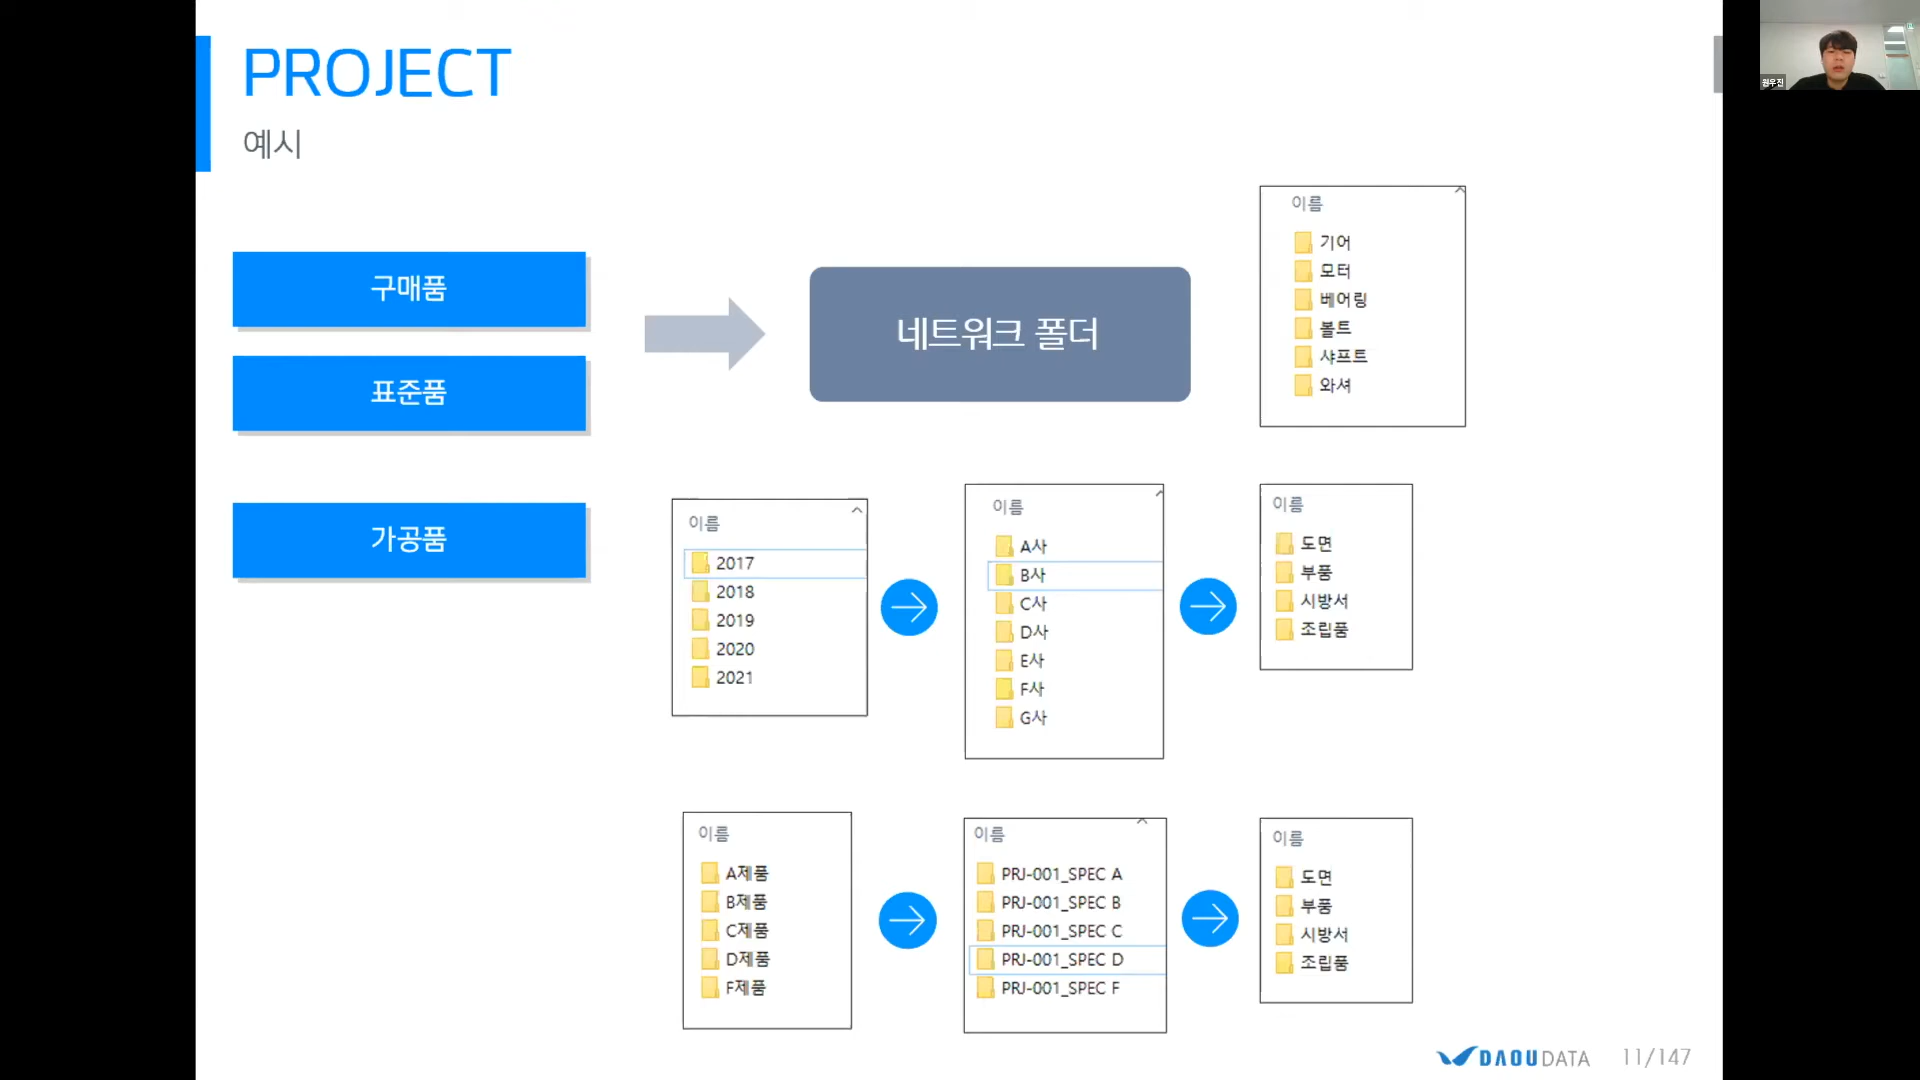 PROJECT
예시
구매품
표준품
네트워크 폴더
이름
기어
모터
베어링
볼트
샤프트
와셔
가공품
이름
2017
2018
2019
2020
2021
이름
A사
B사
C사
D사
E사
F사
G사
이름
도면
부품
시방서
조립품
이름
A제품
B제품
C제품
D제품
F제품
이름
PRJ-001_SPEC A
PRJ-001_SPEC B
PRJ-001_SPEC C
PRJ-001_SPEC D
PRJ-001_SPEC F
이름
도면
부품
시방서
조립품
DAOU DATA
11/147
원우진